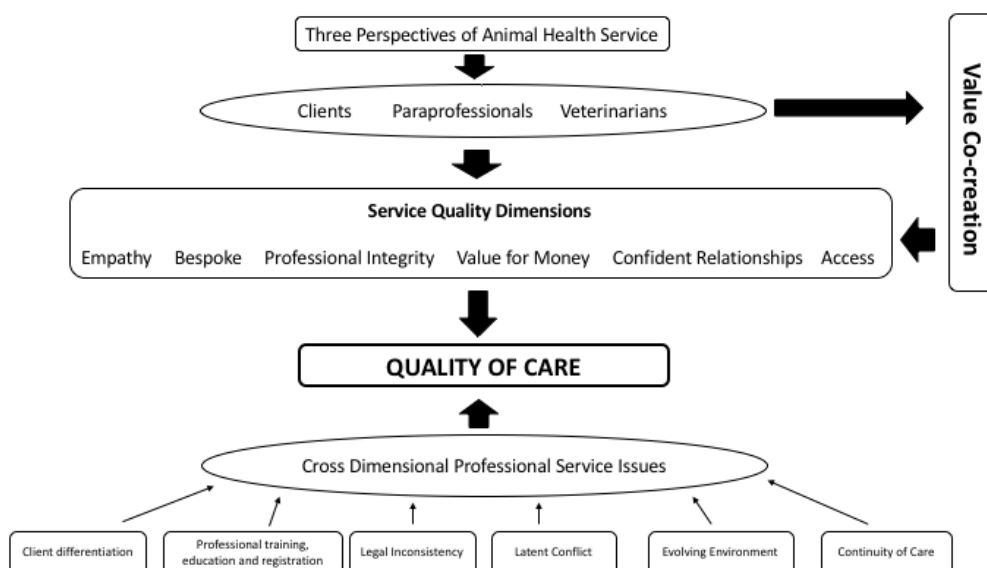 Three Perspectives of Animal Health Service
Clients Paraprofessionals Veterinarians
Value Co-creation
Service Quality Dimensions
Empathy Bespoke Professional Integrity Value for Money Confident Relationships Access
QUALITY OF CARE
Cross Dimensional Professional Service Issues
Client differentiation
Professional training,
education and registration
Legal Inconsistency
Latent Conflict
Evolving Environment
Continuity of Care